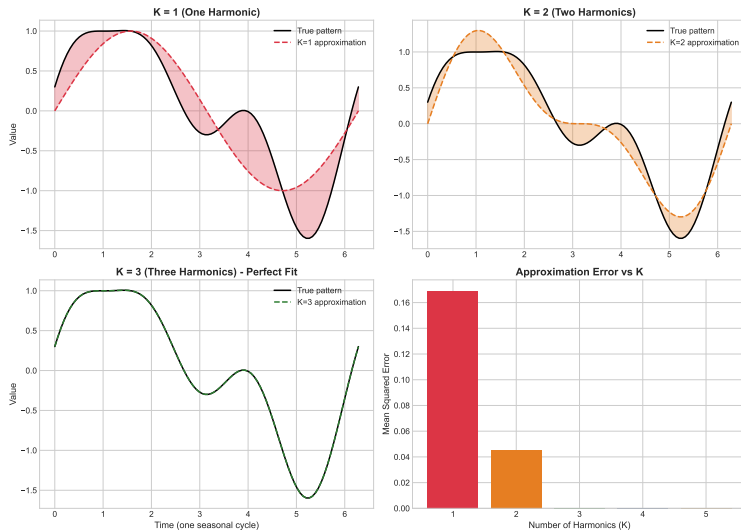 K = 1 (One Harmonic)
True pattern
K=1 approximation
1.0
0.5
0.0
−0.5
−1.0
−1.5
Value
0 1 2 3 4 5 6
K = 2 (Two Harmonics)
True pattern
K=2 approximation
1.0
0.5
0.0
−0.5
−1.0
−1.5
0 1 2 3 4 5 6
K = 3 (Three Harmonics) - Perfect Fit
True pattern
K=3 approximation
1.0
0.5
0.0
−0.5
−1.0
−1.5
Value
0 1 2 3 4 5 6
Time (one seasonal cycle)
Approximation Error vs K
0.16
0.14
0.12
0.10
0.08
0.06
0.04
0.02
0.00
Mean Squared Error
1 2 3 4 5
Number of Harmonics (K)